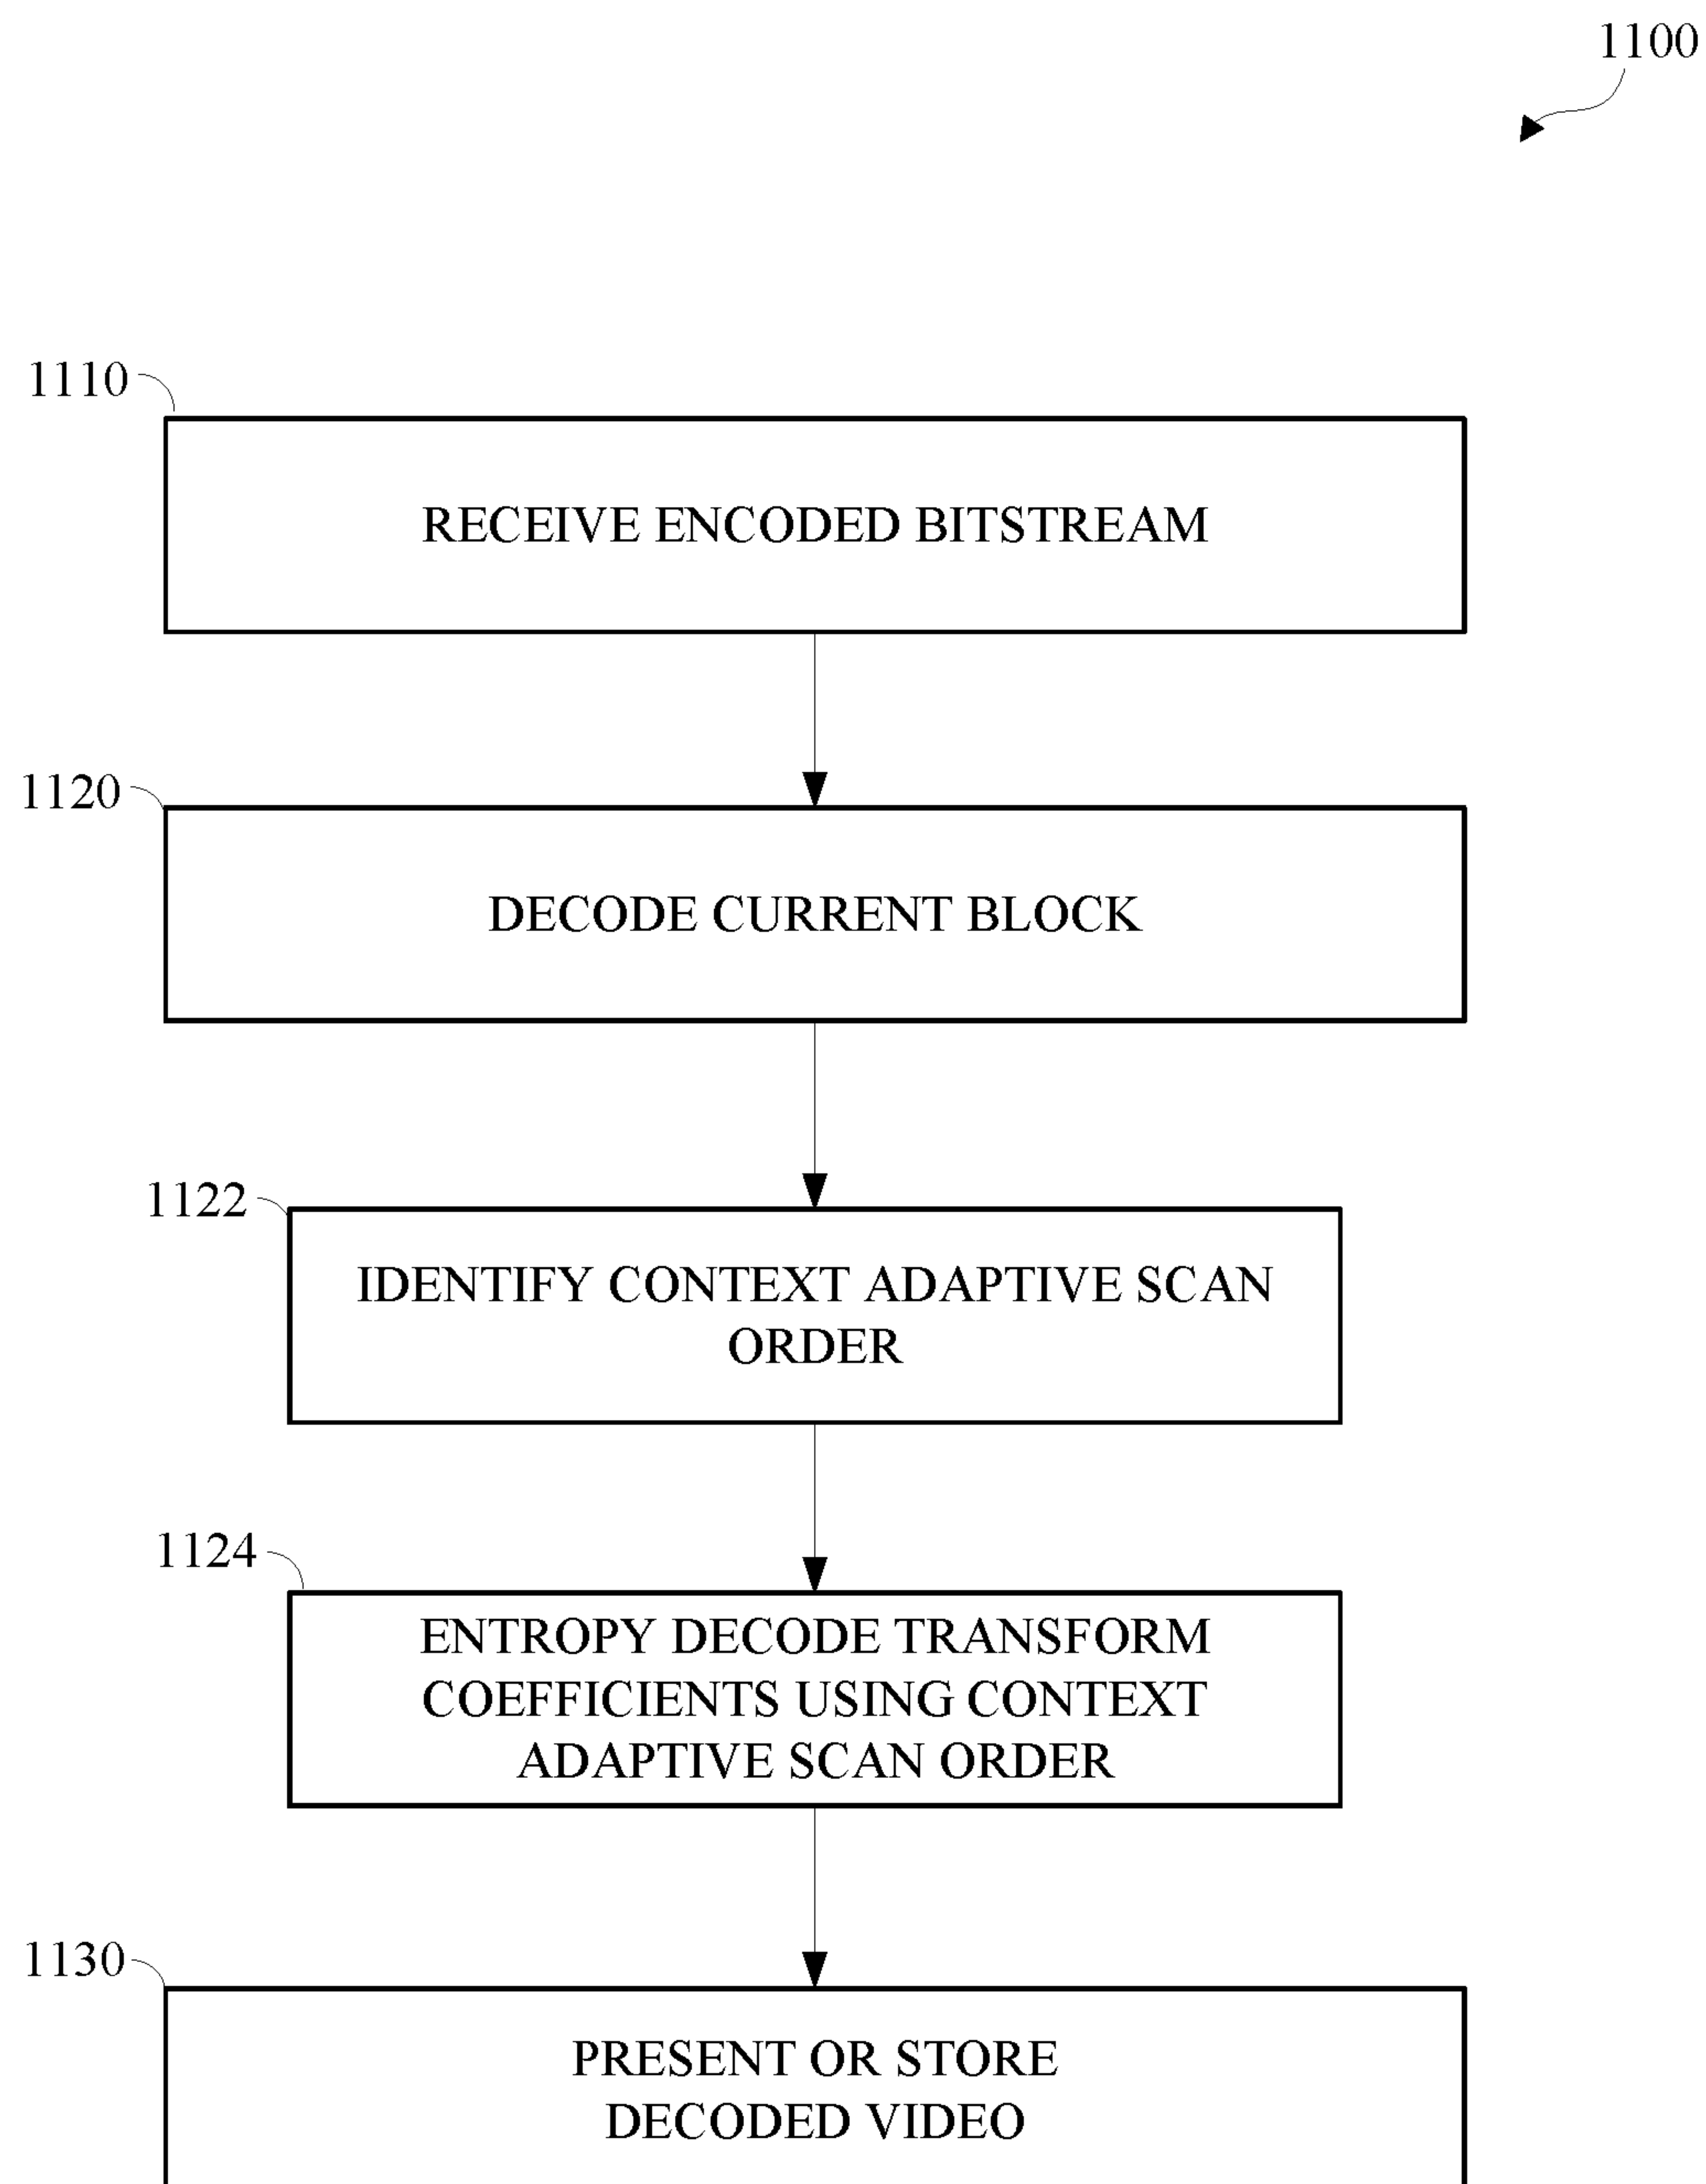 1100
1110
RECEIVE ENCODED BITSTREAM
1120
DECODE CURRENT BLOCK
1122
IDENTIFY CONTEXT ADAPTIVE SCAN
ORDER
1124
ENTROPY DECODE TRANSFORM
COEFFICIENTS USING CONTEXT
ADAPTIVE SCAN ORDER
1130
PRESENT OR STORE
DECODED VIDEO